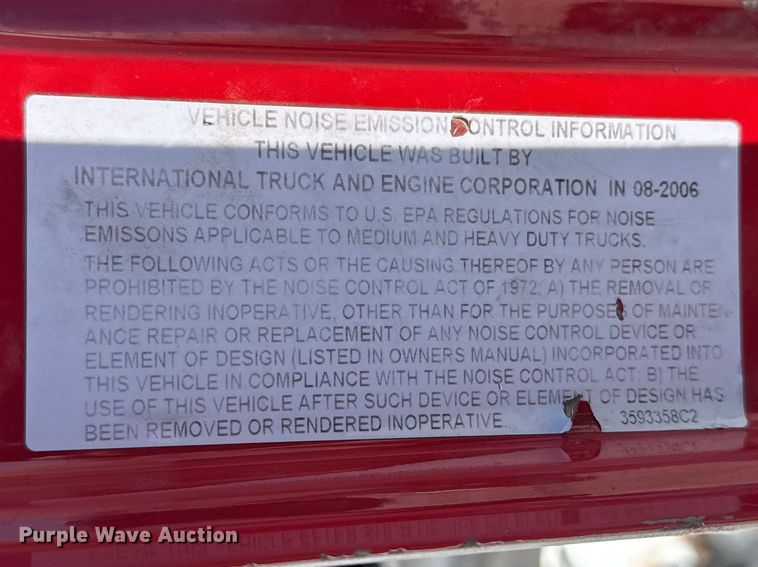 VEHICLE NOISE EMISSION CONTROL INFORMATION
THIS VEHICLE WAS BUILT BY
INTERNATIONAL TRUCK AND ENGINE CORPORATION IN 08-2006
THIS VEHICLE CONFORMS TO U.S. EPA REGULATIONS FOR NOISE
EMISSONS APPLICABLE TO MEDIUM AND HEAVY DUTY TRUCKS.
THE FOLLOWING ACTS OR THE CAUSING THEREOF BY ANY PERSON ARE
PROHIBITED BY THE NOISE CONTROL ACT OF 1972: A) THE REMOVAL OR
RENDERING INOPERATIVE, OTHER THAN FOR THE PURPOSES OF MAINTEN-
ANCE REPAIR OR REPLACEMENT OF ANY NOISE CONTROL DEVICE OR
ELEMENT OF DESIGN (LISTED IN OWNERS MANUAL) INCORPORATED INTO
THIS VEHICLE IN COMPLIANCE WITH THE NOISE CONTROL ACT: B) THE
USE OF THIS VEHICLE AFTER SUCH DEVICE OR ELEMENT OF DESIGN HAS
BEEN REMOVED OR RENDERED INOPERATIVE. 3593358C2
Purple Wave Auction